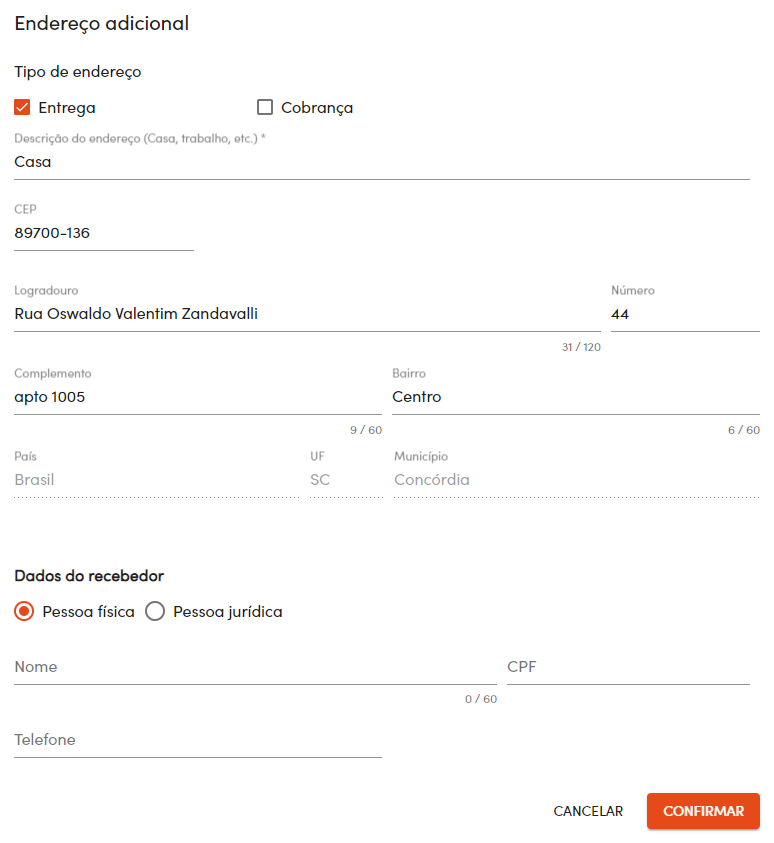 Endereço adicional
Tipo de endereço
Entrega Cobrança
Descrição do endereço (Casa, trabalho, etc.) *
Casa
CEP
89700-136
Logradouro Número
Rua Oswaldo Valentim Zandavalli 44
31 / 120
Complemento Bairro
apto 1005 Centro
9 / 60 6 / 60
País UF Município
Brasil SC Concórdia
Dados do recebedor
Pessoa física Pessoa jurídica
Nome CPF
0 / 60
Telefone
CANCELAR CONFIRMAR